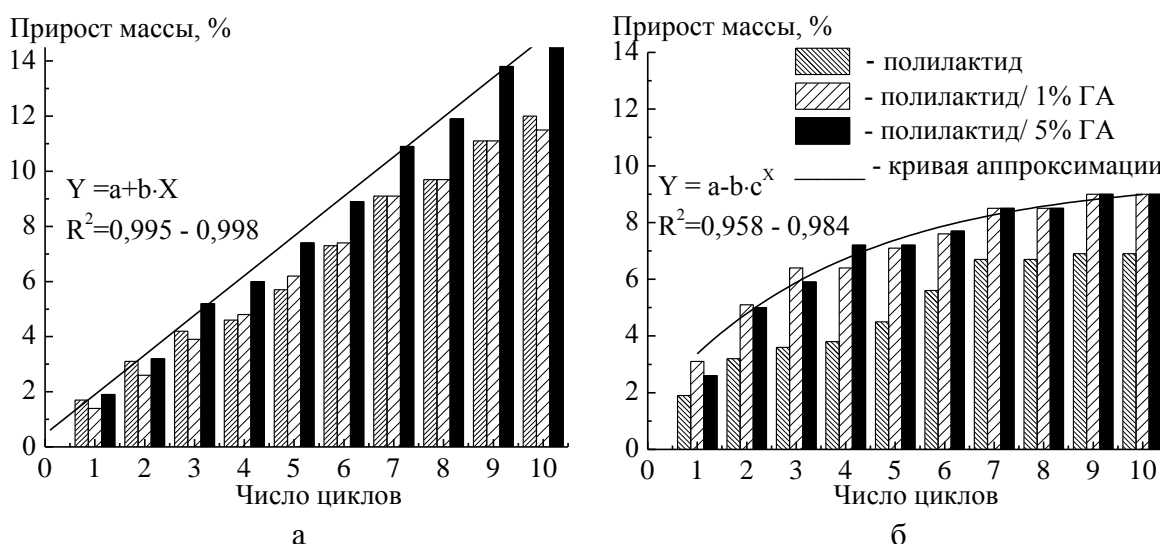 Прирост массы, %
14
12
10
8
6
4
2
0
Y =a+b·X
R²=0,995 - 0,998
0 1 2 3 4 5 6 7 8 9 10
Число циклов
а
Прирост массы, %
14
12
10
8
6
4
2
0
- полилактид
- полилактид/ 1% ГА
- полилактид/ 5% ГА
- кривая аппроксимации
Y = a-b·c^X
R²=0,958 - 0,984
0 1 2 3 4 5 6 7 8 9 10
Число циклов
б